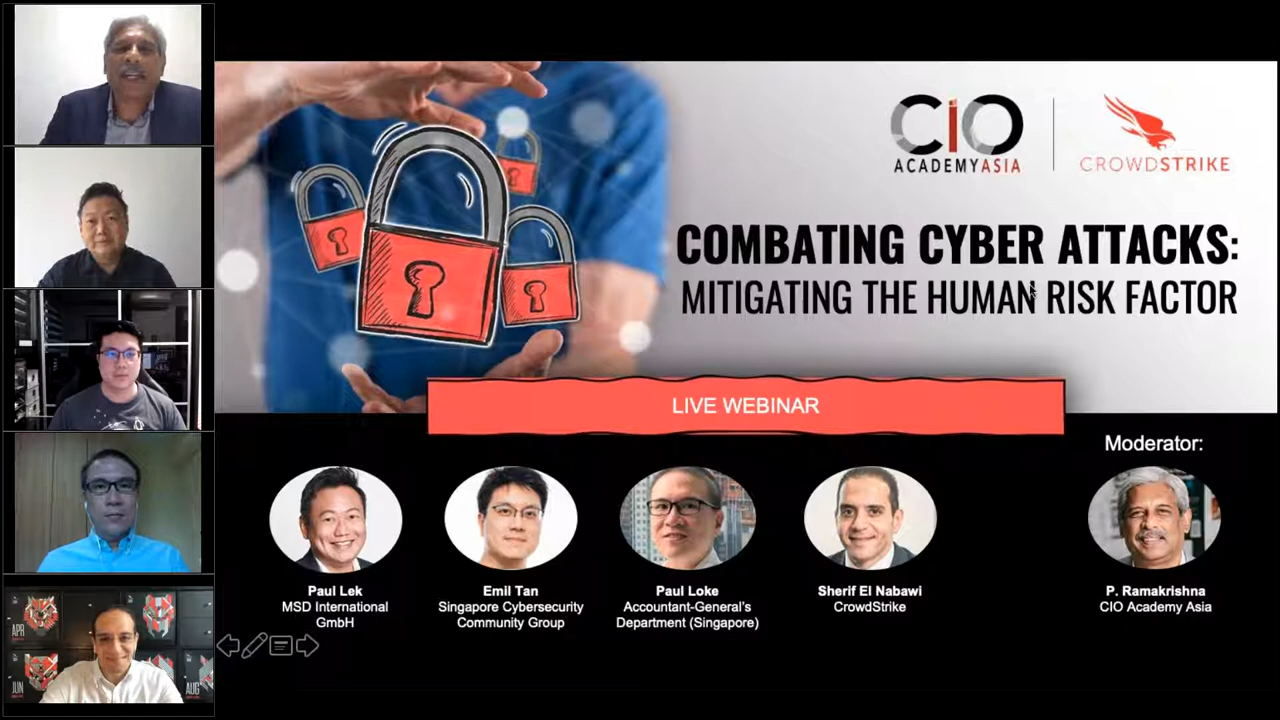 CIO
ACADEMYASIA
CROWDSTRIKE
COMBATING CYBER ATTACKS:
MITIGATING THE HUMAN RISK FACTOR
LIVE WEBINAR
Moderator:
Paul Lek
MSD International
GmbH
Emil Tan
Singapore Cybersecurity
Community Group
Paul Loke
Accountant-General's
Department (Singapore)
Sherif El Nabawi
CrowdStrike
P. Ramakrishna
CIO Academy Asia
APR
JUN
AUG